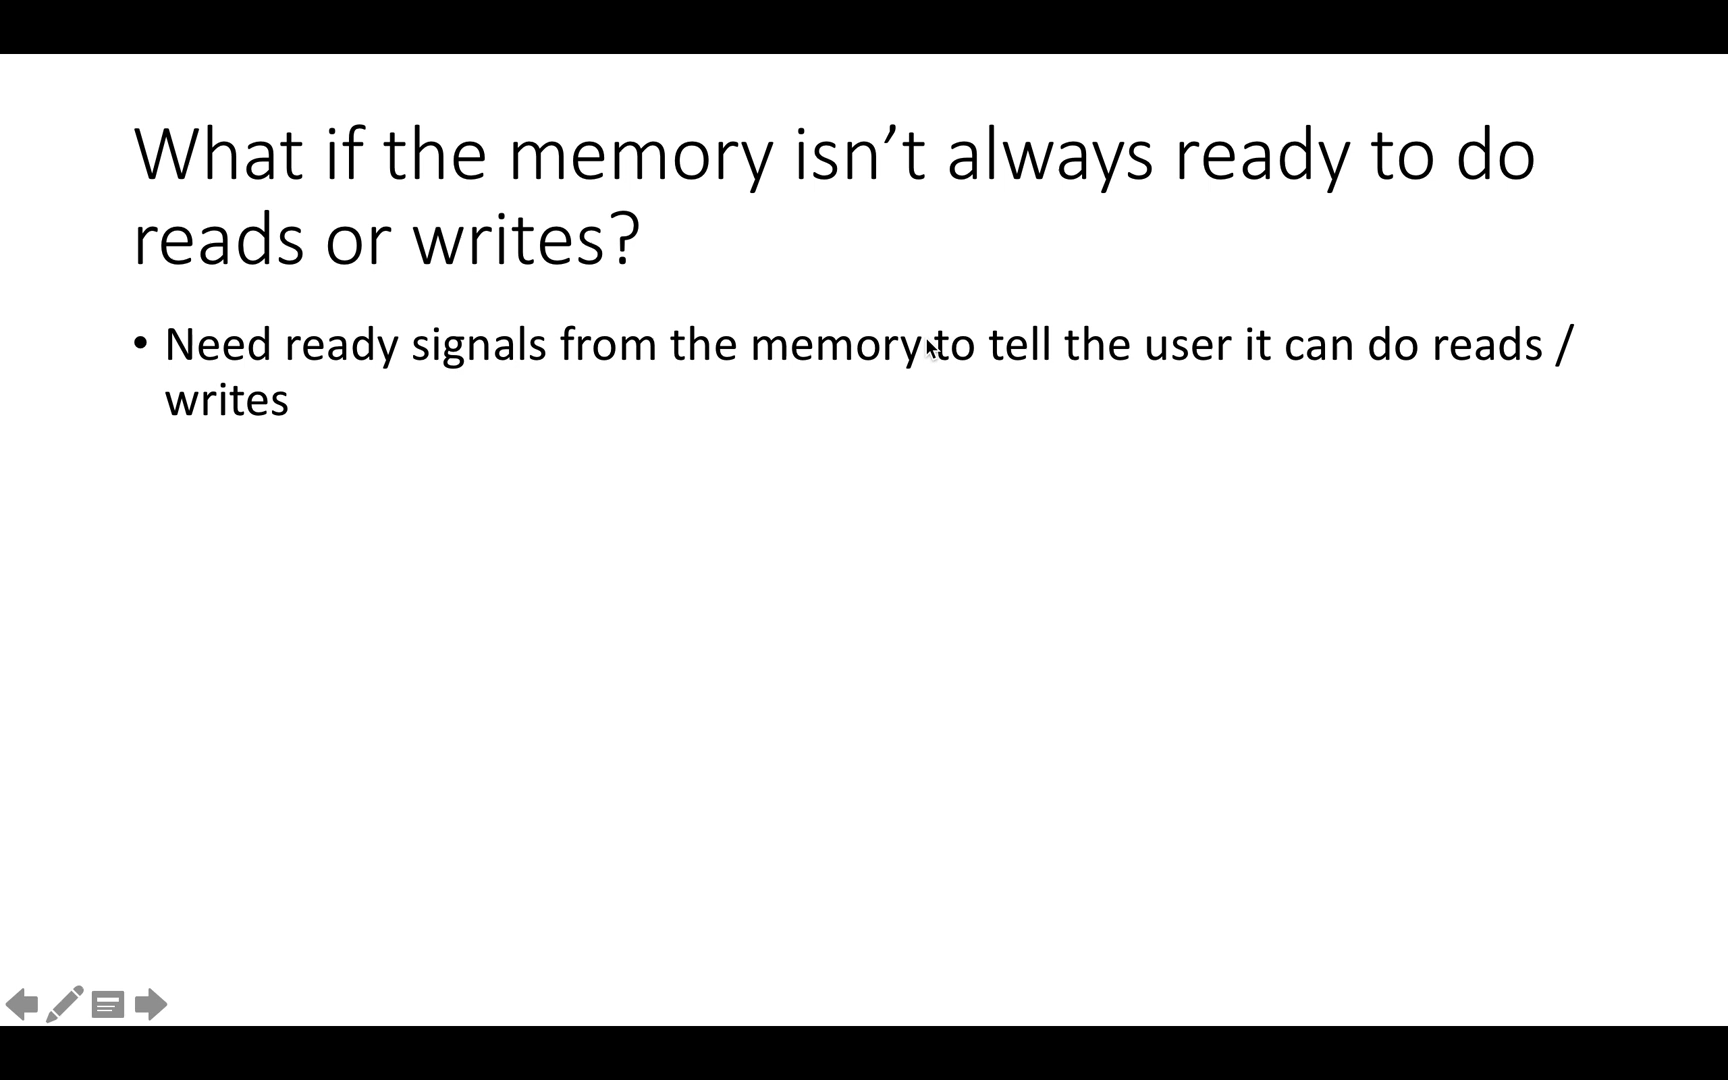 What if the memory isn’t always ready to do
reads or writes?
• Need ready signals from the memory to tell the user it can do reads /
writes